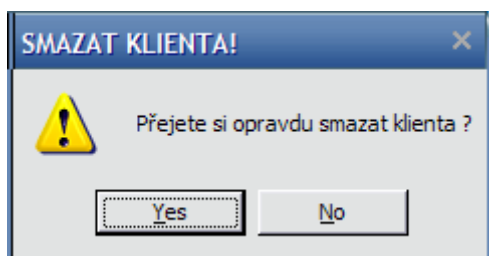 SMAZAT KLIENTA!
Přejete si opravdu smazat klienta ?
Yes No